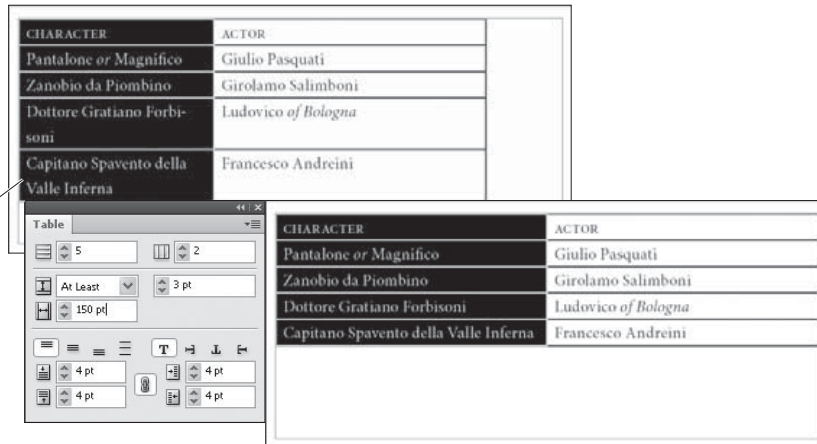 CHARACTER ACTOR
Pantalone or Magnifico Giulio Pasquati
Zanobio da Piombino Girolamo Salimboni
Dottore Gratiano Forbi- Ludovico of Bologna
soni
Capitano Spavento della Francesco Andreini
Valle Inferna
Table
5 2
At Least 3 pt
150 pt
T
4 pt 4 pt
4 pt 4 pt
CHARACTER ACTOR
Pantalone or Magnifico Giulio Pasquati
Zanobio da Piombino Girolamo Salimboni
Dottore Gratiano Forbisoni Ludovico of Bologna
Capitano Spavento della Valle Inferna Francesco Andreini